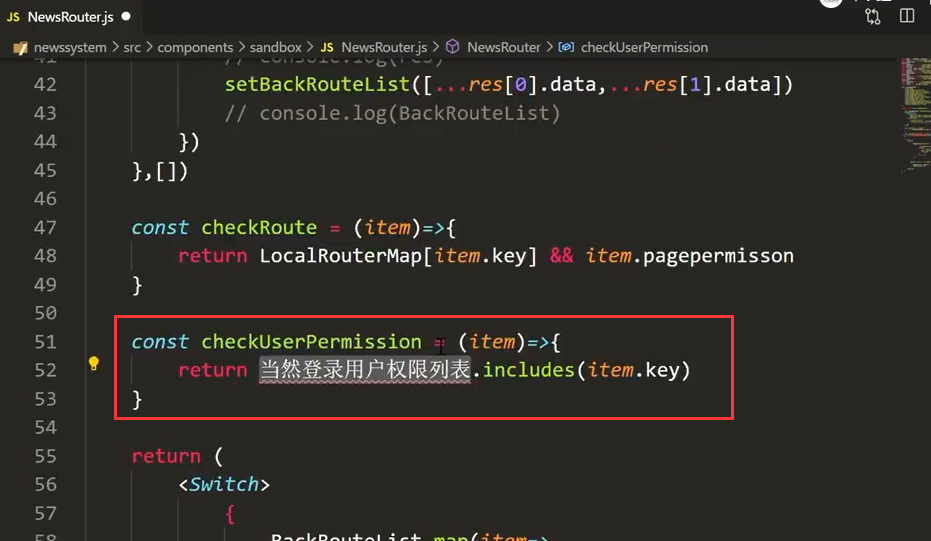 JS NewsRouter.js
newssystem > src > components > sandbox > JS NewsRouter.js > NewsRouter > checkUserPermission
41 // console.log(res)
42 setBackRouteList([...res[0].data,...res[1].data])
43 // console.log(BackRouteList)
44 })
45 },[])
46
47 const checkRoute = (item)=>{
48 return LocalRouterMap[item.key] && item.pagepermisson
49 }
50
51 const checkUserPermission = (item)=>{
52 return 当然登录用户权限列表.includes(item.key)
53 }
54
55 return (
56 <Switch>
57 {
58 BackRouteList.map(item=>